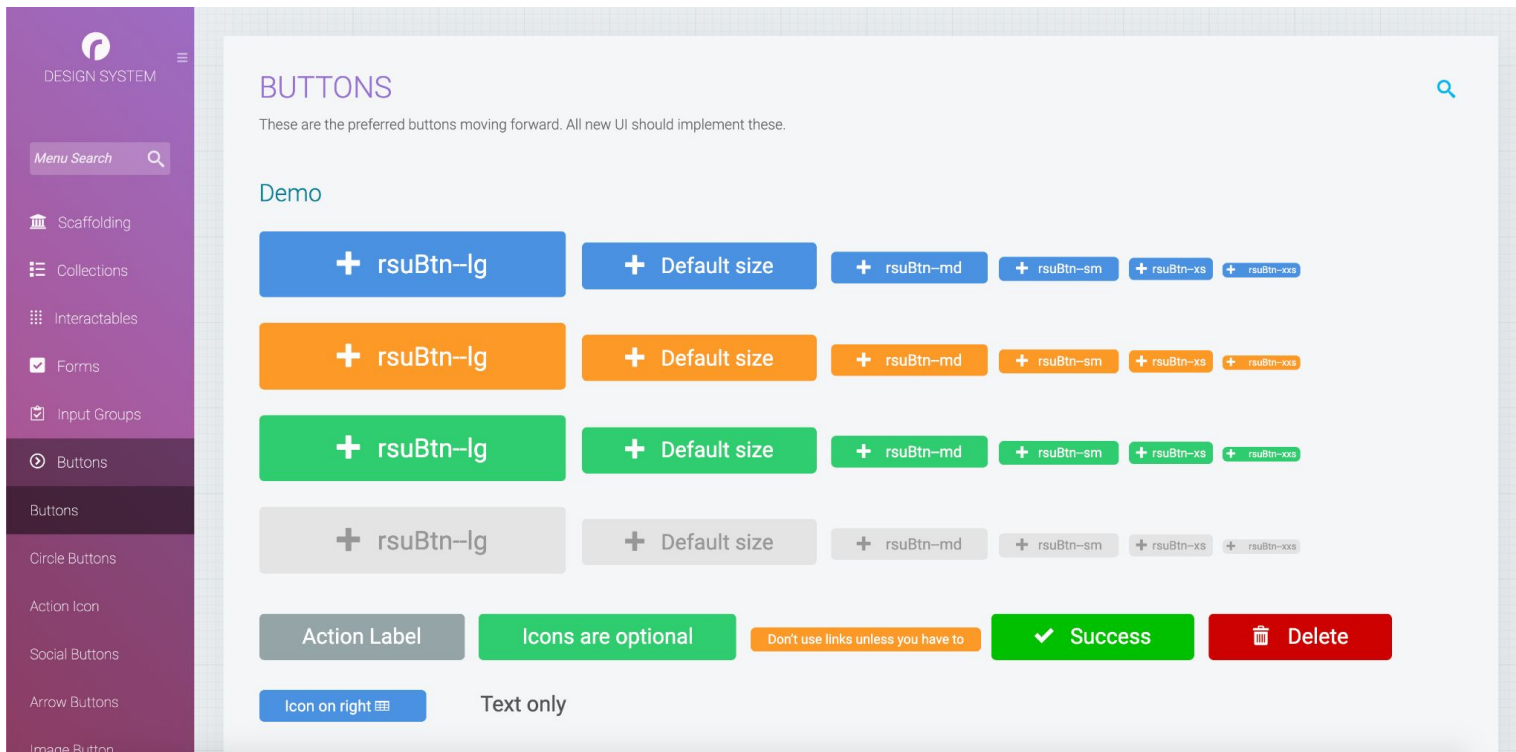 DESIGN SYSTEM
Menu Search
Scaffolding
Collections
Interactables
Forms
Input Groups
Buttons
Buttons
Circle Buttons
Action Icon
Social Buttons
Arrow Buttons
Image Button
BUTTONS
These are the preferred buttons moving forward. All new UI should implement these.
Demo
rsuBtn--lg Default size rsuBtn--md rsuBtn--sm rsuBtn--xs rsuBtn--xxs
rsuBtn--lg Default size rsuBtn--md rsuBtn--sm rsuBtn--xs rsuBtn--xxs
rsuBtn--lg Default size rsuBtn--md rsuBtn--sm rsuBtn--xs rsuBtn--xxs
rsuBtn--lg Default size rsuBtn--md rsuBtn--sm rsuBtn--xs rsuBtn--xxs
Action Label Icons are optional Don't use links unless you have to Success Delete
Icon on right Text only